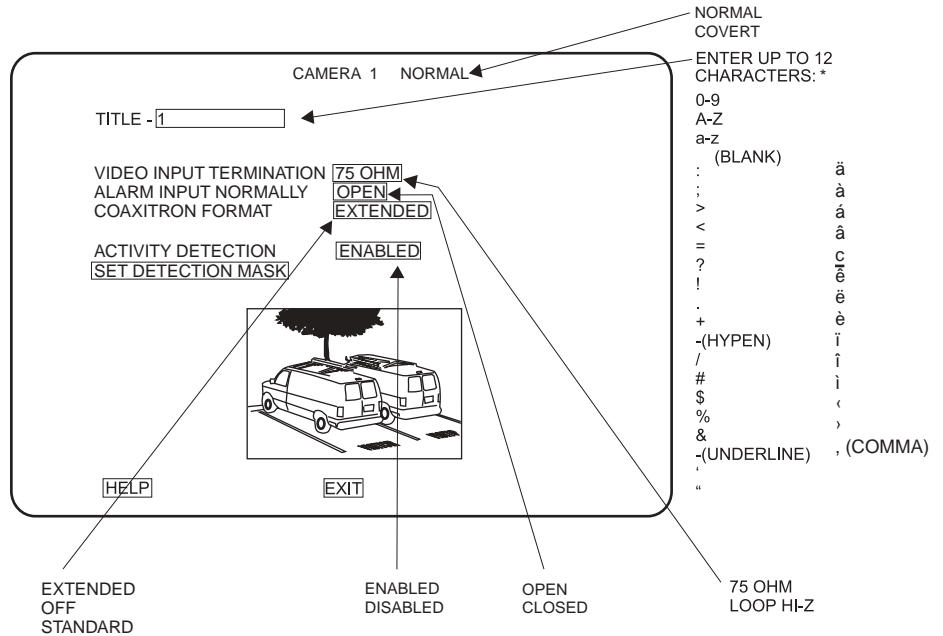 NORMAL
COVERT
CAMERA 1 NORMAL
ENTER UP TO 12
CHARACTERS: *
TITLE - 1
0-9
A-Z
a-z
(BLANK)
:
;
>
<
=
?
!
.
+
-(HYPEN)
/
#
$
%
&
-(UNDERLINE)
‘
“
ä
à
á
â
ç
ê
ë
è
ï
î
ì
‹
›
, (COMMA)
VIDEO INPUT TERMINATION 75 OHM
ALARM INPUT NORMALLY OPEN
COAXITRON FORMAT EXTENDED
ACTIVITY DETECTION ENABLED
SET DETECTION MASK
HELP EXIT
EXTENDED
OFF
STANDARD
ENABLED
DISABLED
OPEN
CLOSED
75 OHM
LOOP HI-Z